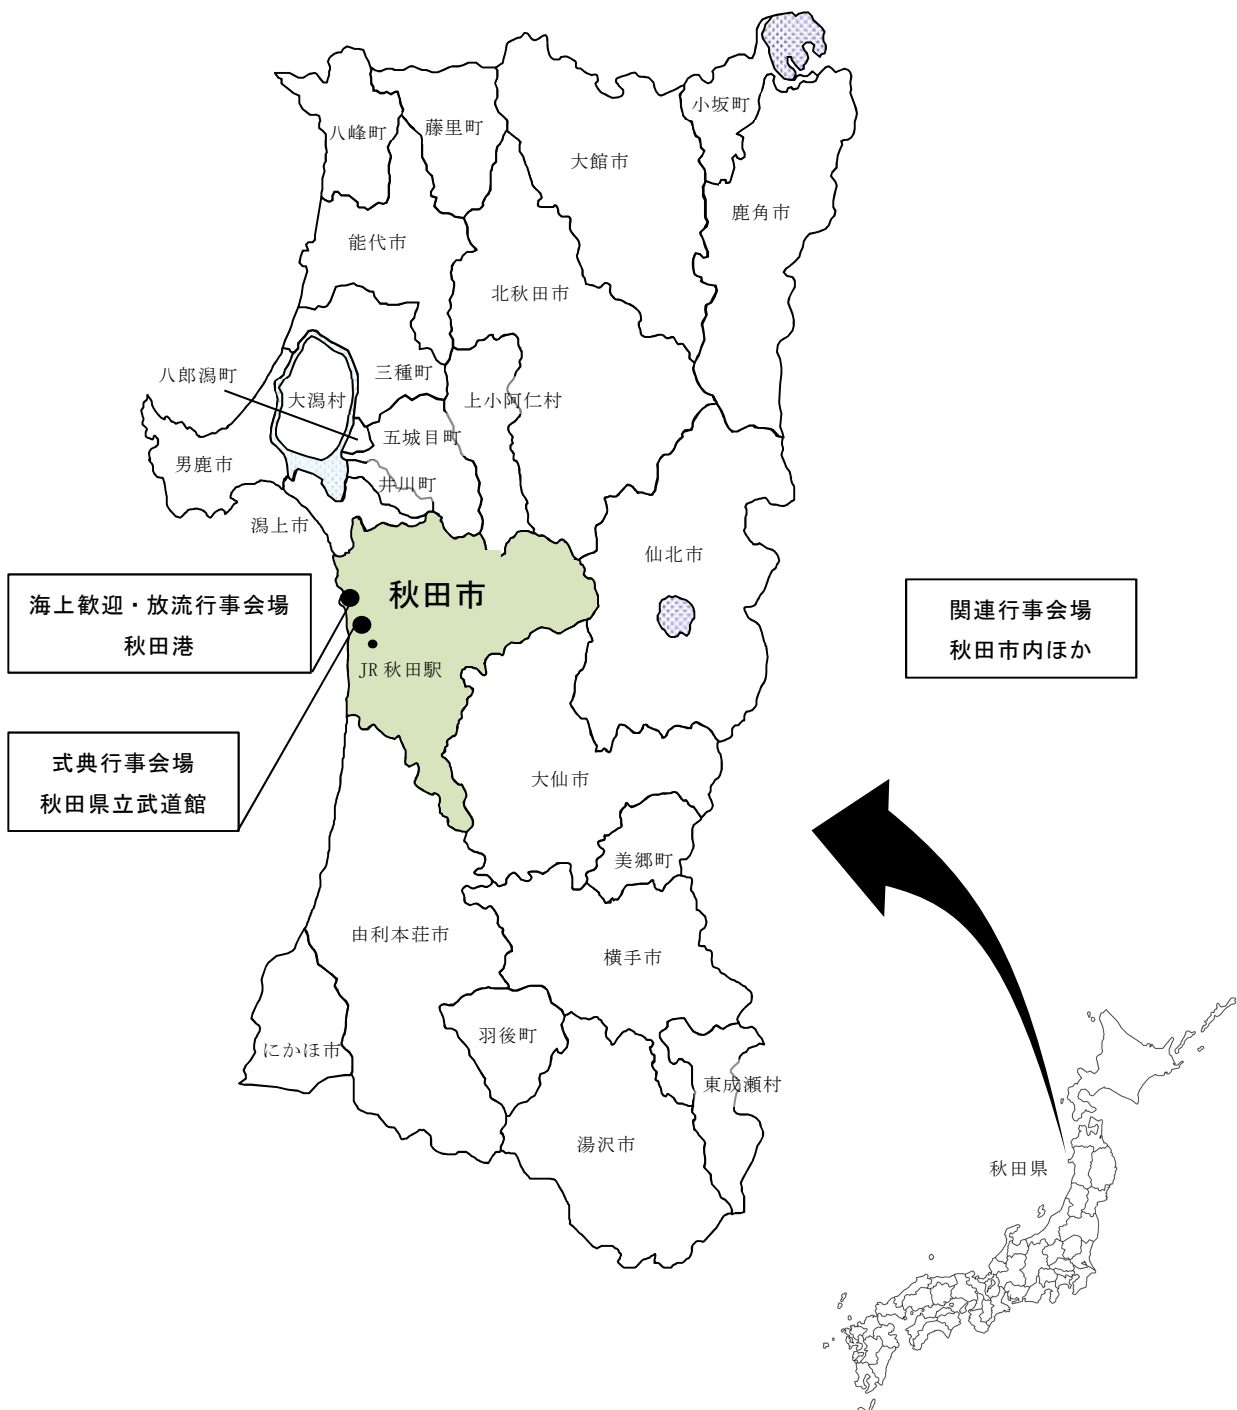 小坂町
八峰町
藤里町
大館市
鹿角市
能代市
北秋田市
八郎潟町
三種町
大潟村
上小阿仁村
五城目町
男鹿市
井川町
潟上市
仙北市
秋田市
海上歓迎・放流行事会場
秋田港
関連行事会場
秋田市内ほか
JR 秋田駅
式典行事会場
秋田県立武道館
大仙市
美郷町
由利本荘市
横手市
羽後町
にかほ市
東成瀬村
湯沢市
秋田県